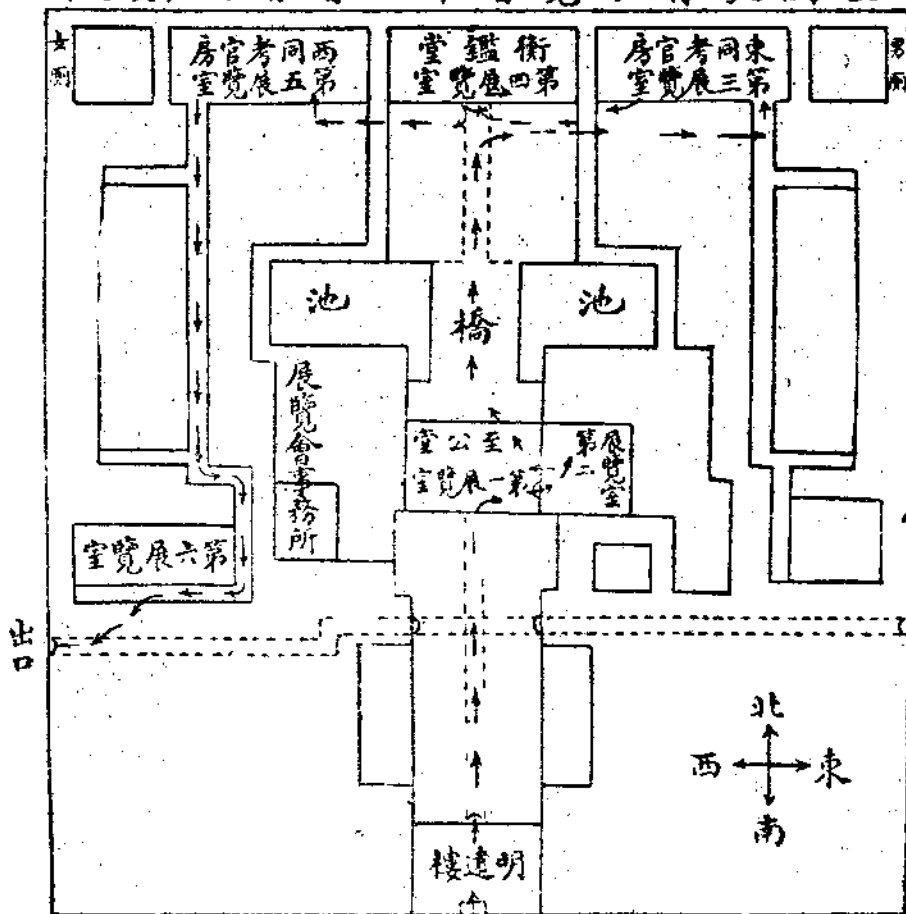 男廁
東同考官房
第三展覽室
衡鑑堂
第四展覽室
西同考官房
第五展覽室
女廁
池
橋
池
至公堂
第一展覽室
第二
展覽室
展覽會事務所
第六展覽室
出口
北
西
東
南
明遠樓